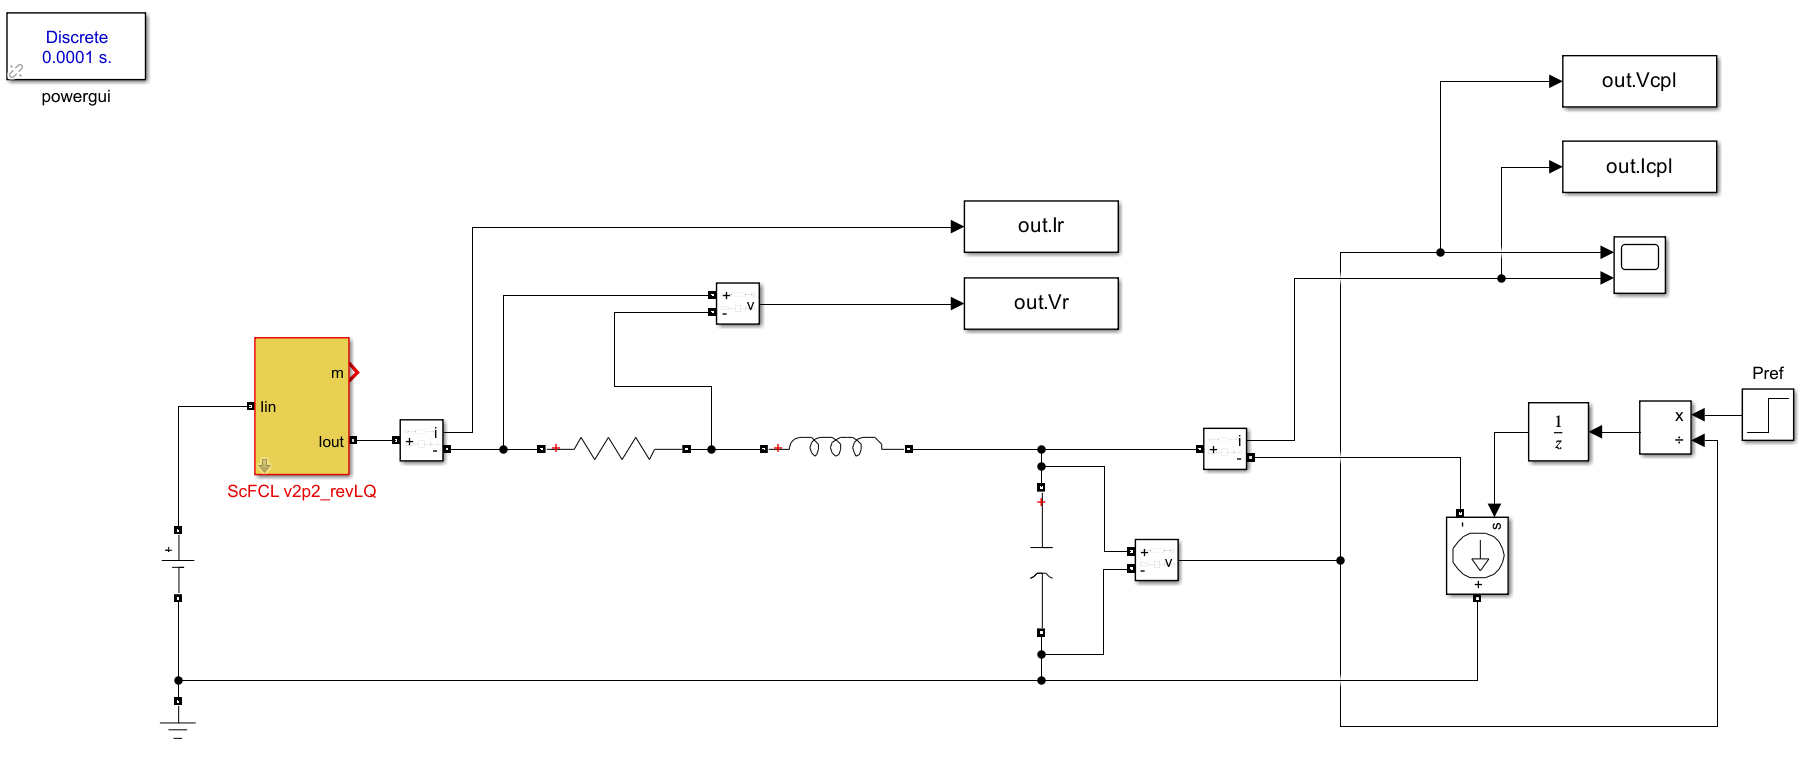 Discrete
0.0001 s.
powergui
out.Vcpl
out.Icpl
out.Ir
+
-
v
out.Vr
m
Iin
Iout
ScFCL v2p2_revLQ
+
i
-
+
+
+
i
-
Pref
x
÷
1
z
+
+
+
-
v
-
s
+